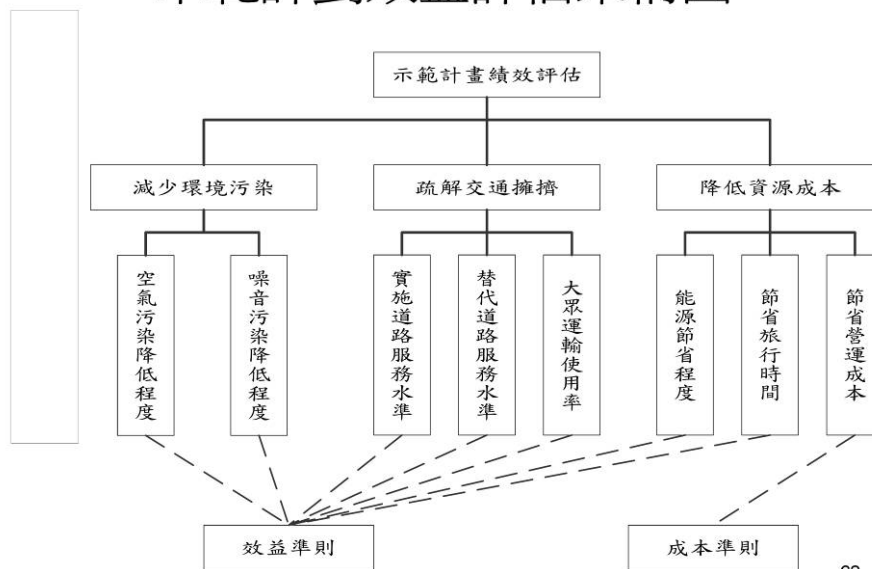 示範計畫績效評估
減少環境污染
疏解交通擁擠
降低資源成本
空氣污染降低程度
噪音污染降低程度
實施道路服務水準
替代道路服務水準
大眾運輸使用率
能源節省程度
節省旅行時間
節省營運成本
效益準則
成本準則